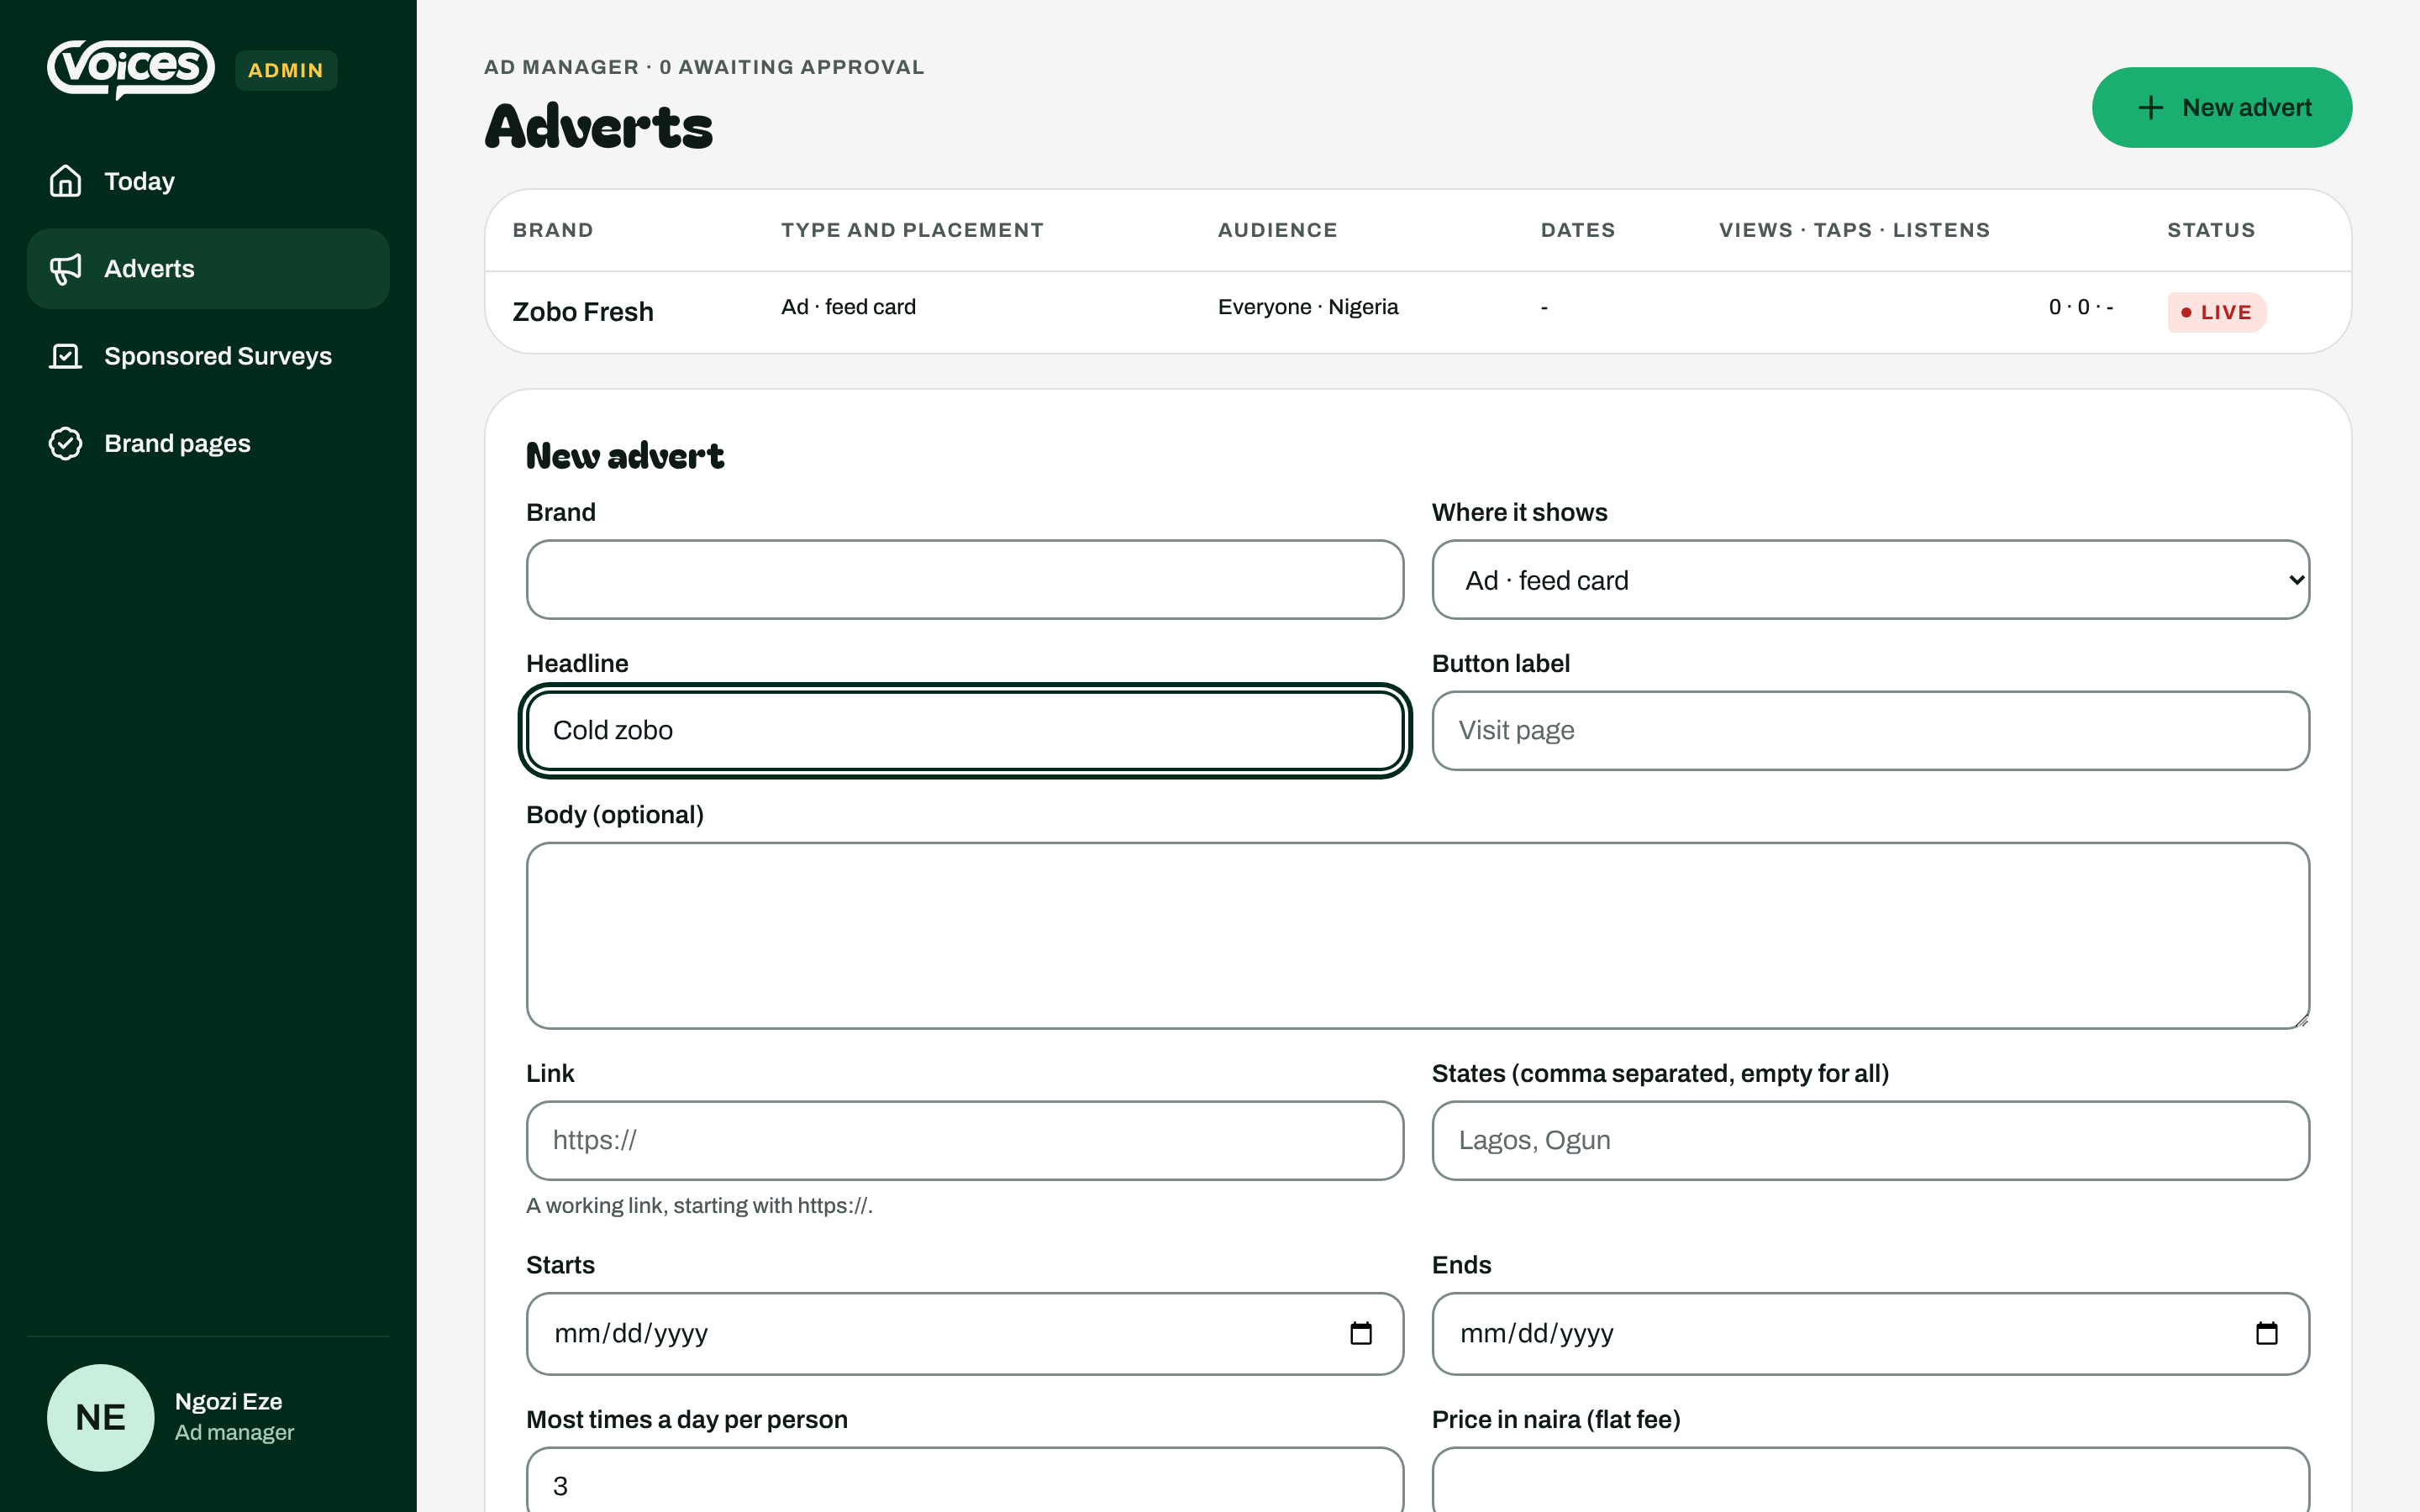 Voices ADMIN
Today
Adverts
Sponsored Surveys
Brand pages
NE
Ngozi Eze
Ad manager
AD MANAGER · 0 AWAITING APPROVAL
Adverts
+ New advert
BRAND TYPE AND PLACEMENT AUDIENCE DATES VIEWS · TAPS · LISTENS STATUS
Zobo Fresh Ad · feed card Everyone · Nigeria - 0 · 0 · - LIVE
New advert
Brand Where it shows
Ad · feed card
Headline Button label
Cold zobo Visit page
Body (optional)
Link States (comma separated, empty for all)
https:// Lagos, Ogun
A working link, starting with https://.
Starts Ends
mm/dd/yyyy mm/dd/yyyy
Most times a day per person Price in naira (flat fee)
3